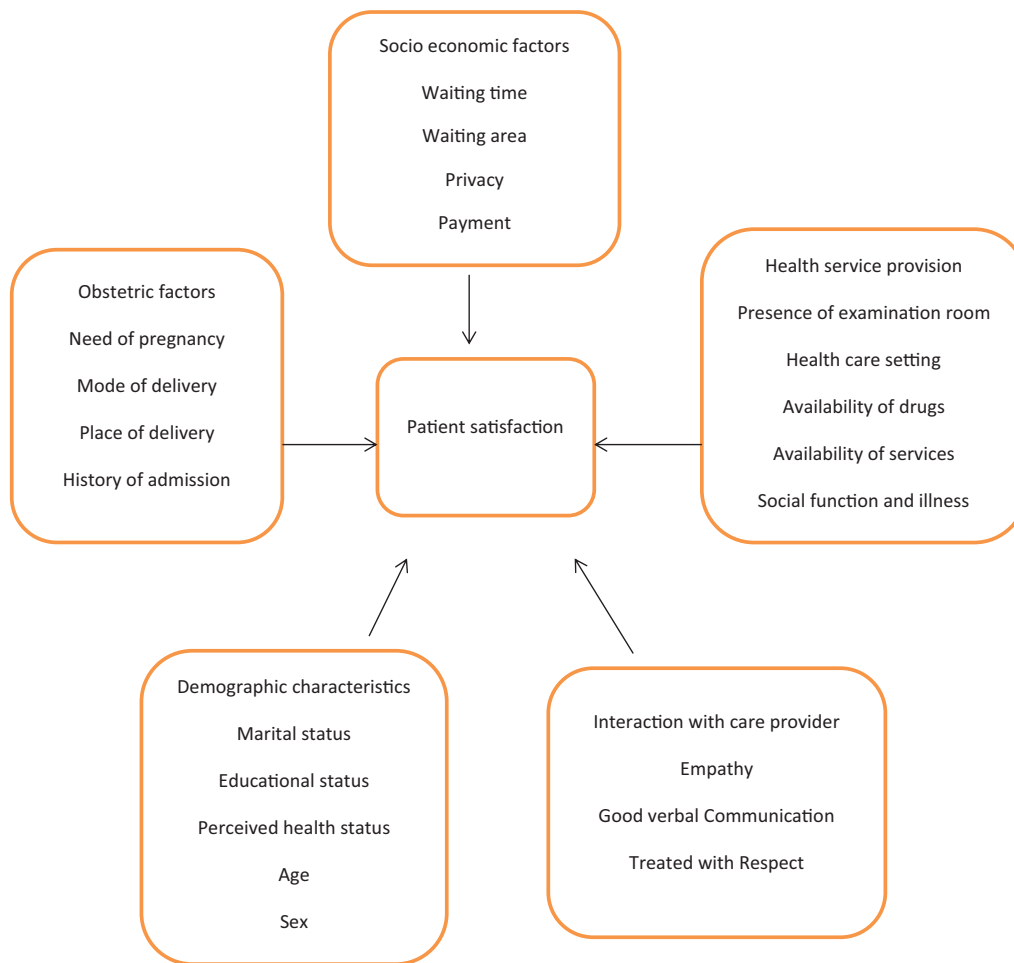 Socio economic factors
Waiting time
Waiting area
Privacy
Payment
Obstetric factors
Need of pregnancy
Mode of delivery
Place of delivery
History of admission
Patient satisfaction
Health service provision
Presence of examination room
Health care setting
Availability of drugs
Availability of services
Social function and illness
Demographic characteristics
Marital status
Educational status
Perceived health status
Age
Sex
Interaction with care provider
Empathy
Good verbal Communication
Treated with Respect